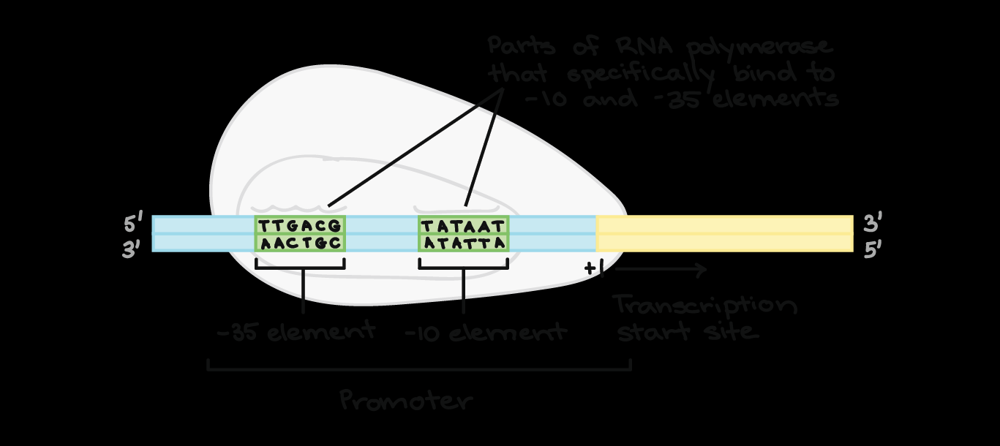 Parts of RNA polymerase
that specifically bind to
-10 and -35 elements
5' TTGACG TATAAT 3'
3' AACTGC ATATTA 5'
+1
Transcription
start site
-35 element -10 element
Promoter